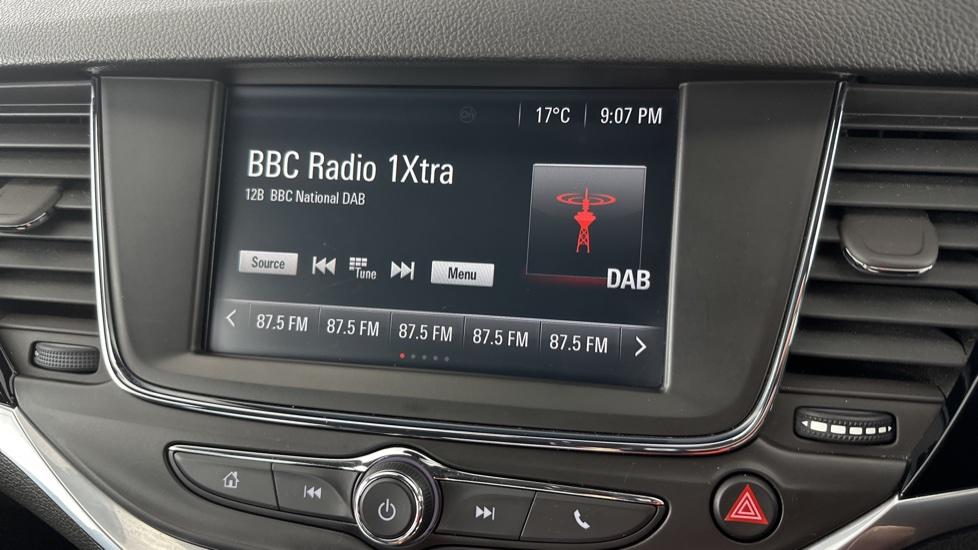 17°C 9:07 PM
BBC Radio 1Xtra
12B BBC National DAB
Source Tune Menu
DAB
87.5 FM 87.5 FM 87.5 FM 87.5 FM 87.5 FM